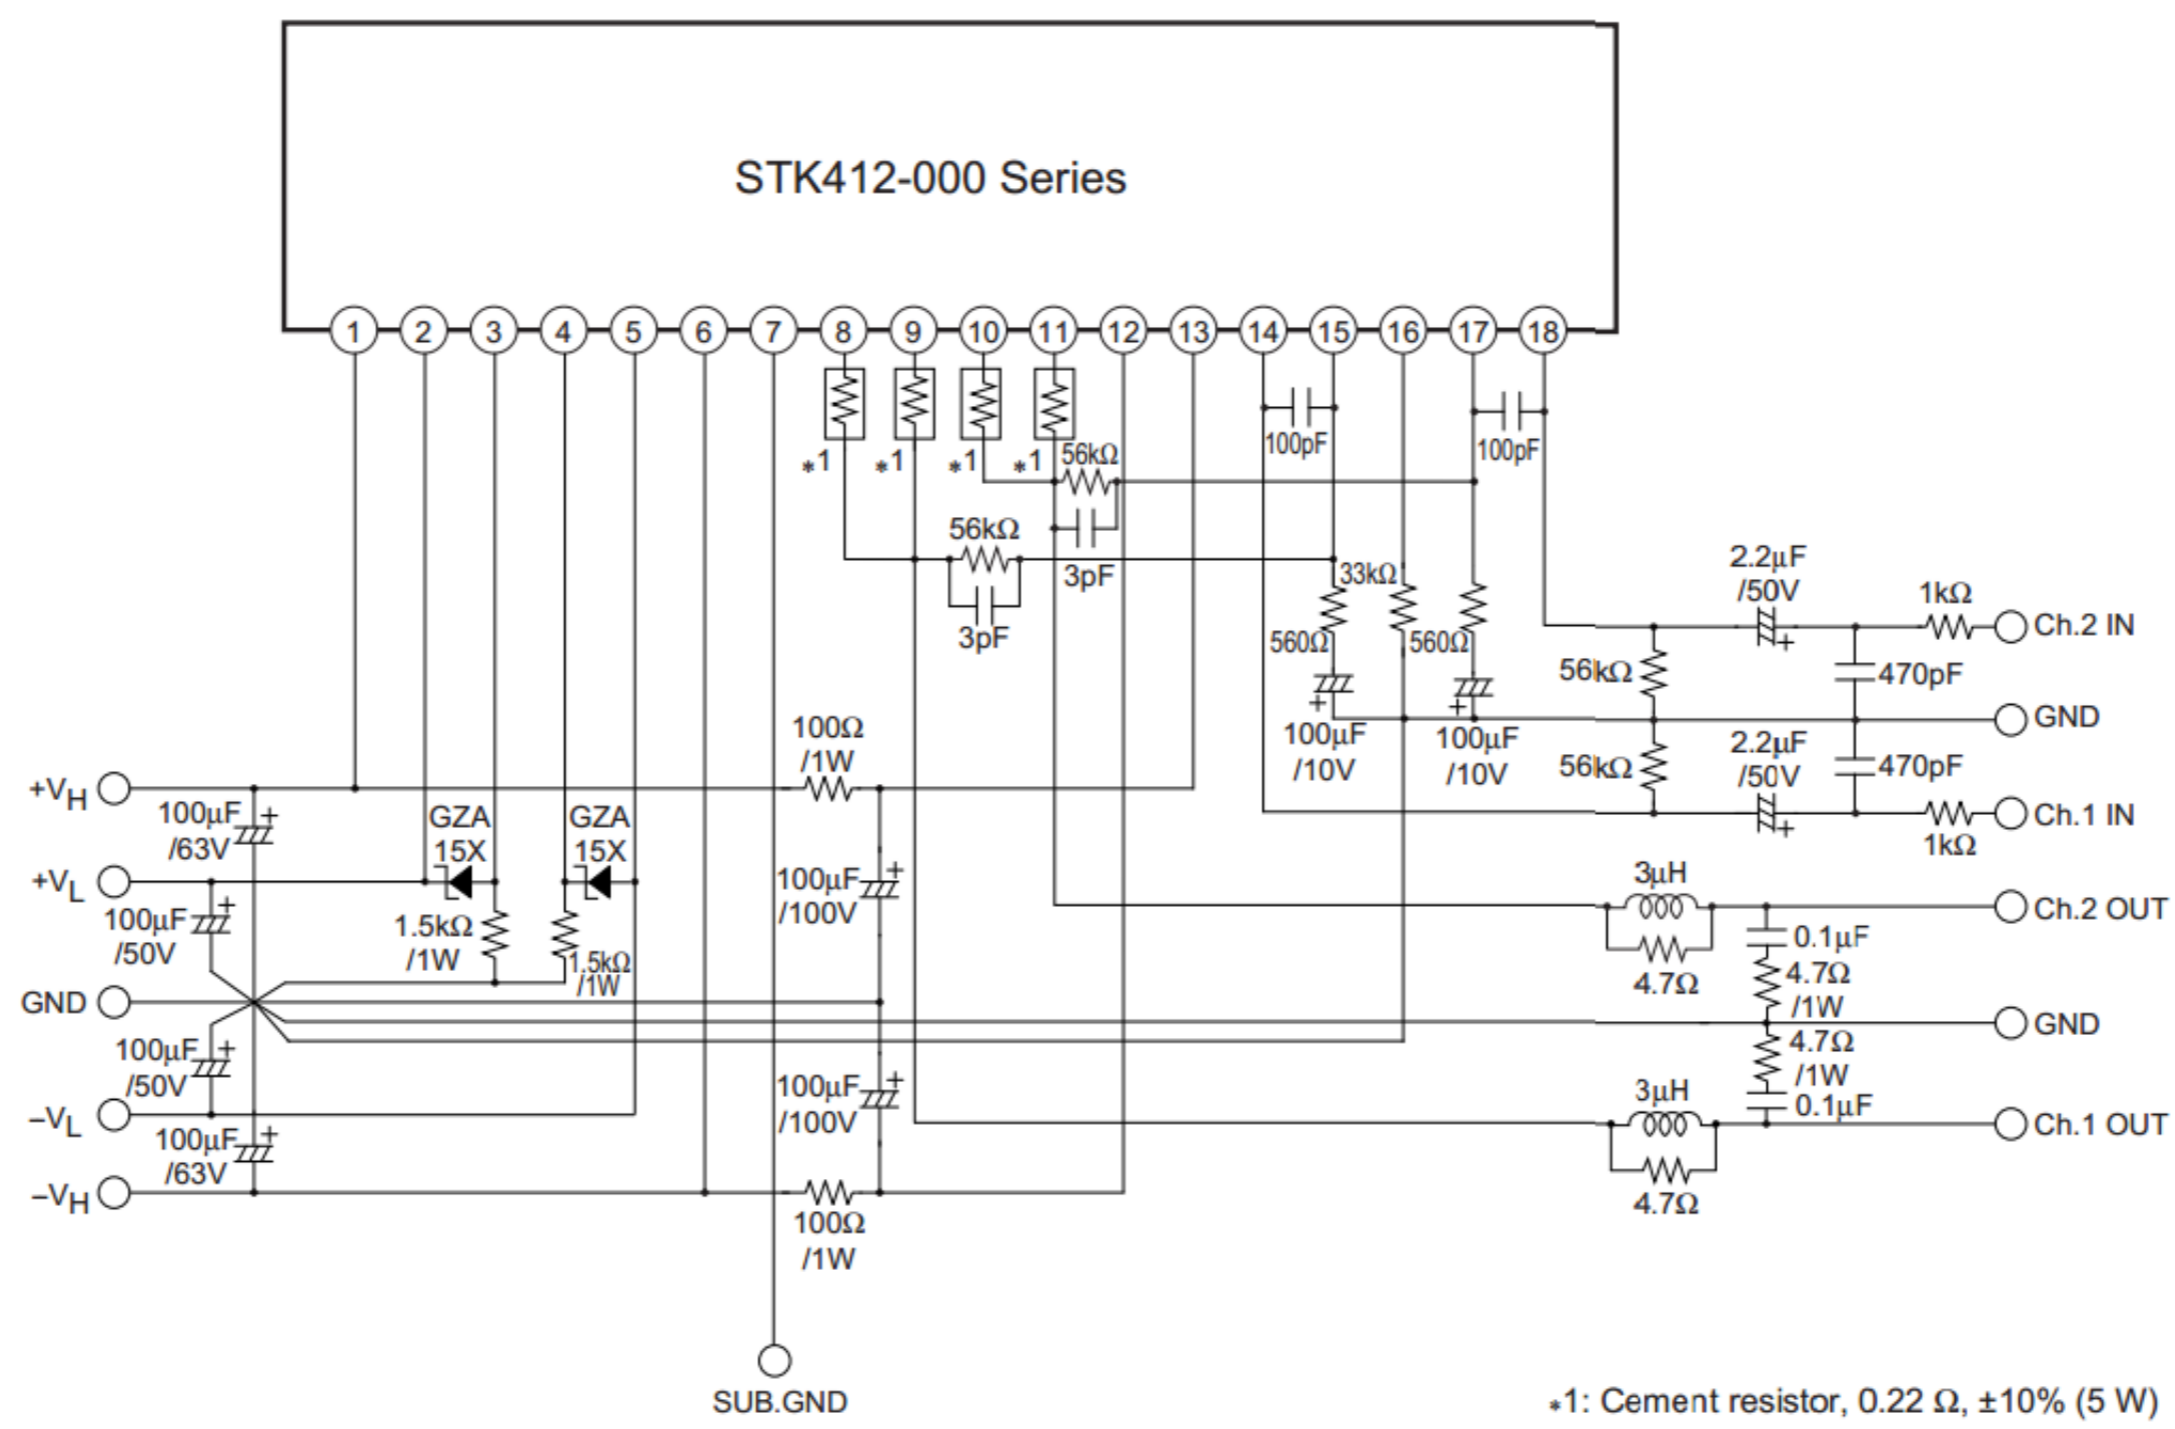 STK412-000 Series
1 2 3 4 5 6 7 8 9 10 11 12 13 14 15 16 17 18
*1 *1 *1 *1
56kΩ
100pF
100pF
56kΩ
3pF
3pF
33kΩ
560Ω
560Ω
100µF
/10V
100µF
/10V
2.2µF
/50V
1kΩ
Ch.2 IN
56kΩ
470pF
GND
56kΩ
2.2µF
/50V
470pF
Ch.1 IN
1kΩ
100Ω
/1W
+VH
100µF
/63V
GZA
15X
GZA
15X
+VL
100µF
/50V
1.5kΩ
/1W
1.5kΩ
/1W
100µF
/100V
GND
100µF
/50V
100µF
/100V
–VL
100µF
/63V
–VH
100Ω
/1W
3µH
Ch.2 OUT
4.7Ω
0.1µF
4.7Ω
/1W
GND
4.7Ω
/1W
0.1µF
3µH
Ch.1 OUT
4.7Ω
SUB.GND
*1: Cement resistor, 0.22 Ω, ±10% (5 W)